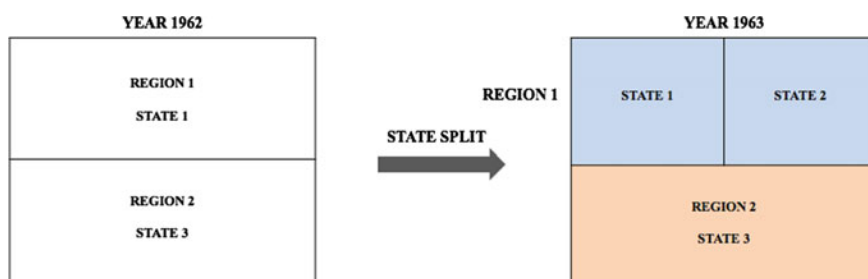 YEAR 1962
REGION 1
STATE 1
REGION 2
STATE 3
STATE SPLIT
YEAR 1963
REGION 1
STATE 1
STATE 2
REGION 2
STATE 3